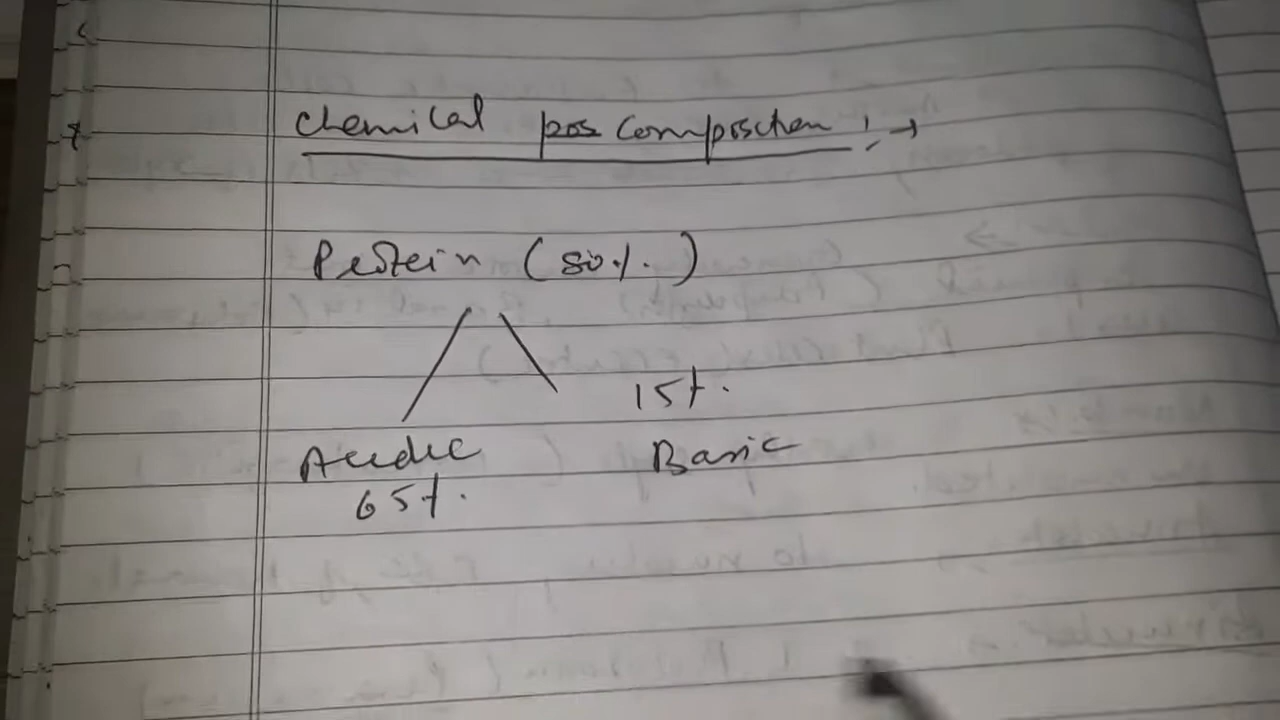 Chemical pos Composition :→
Protein (80%.)
15%.
Acidic Basic
65%.